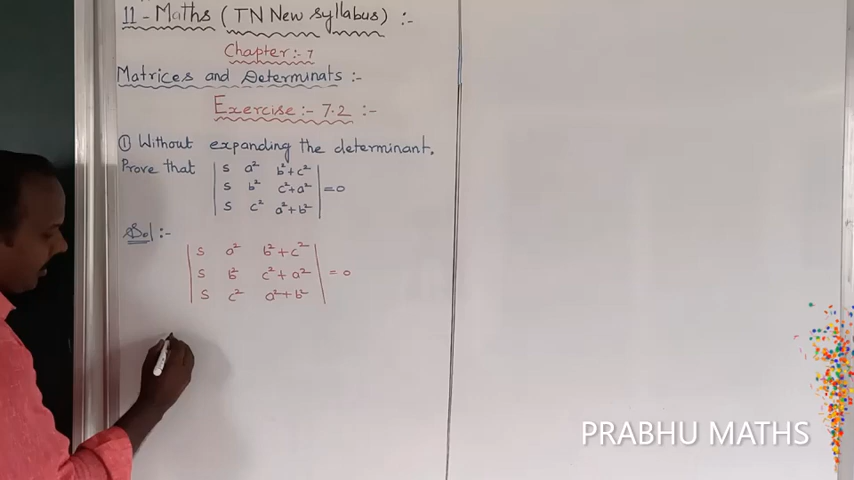 11 - Maths (TN New syllabus) :-
Chapter :- 7
Matrices and Determinats :-
Exercise :- 7.2 :-
① Without expanding the determinant.
Prove that | s a² b²+c² |
| s b² c²+a² | = 0
| s c² a²+b² |
Sol :-
| s a² b²+c² |
| s b² c²+a² | = 0
| s c² a²+b² |
PRABHU MATHS